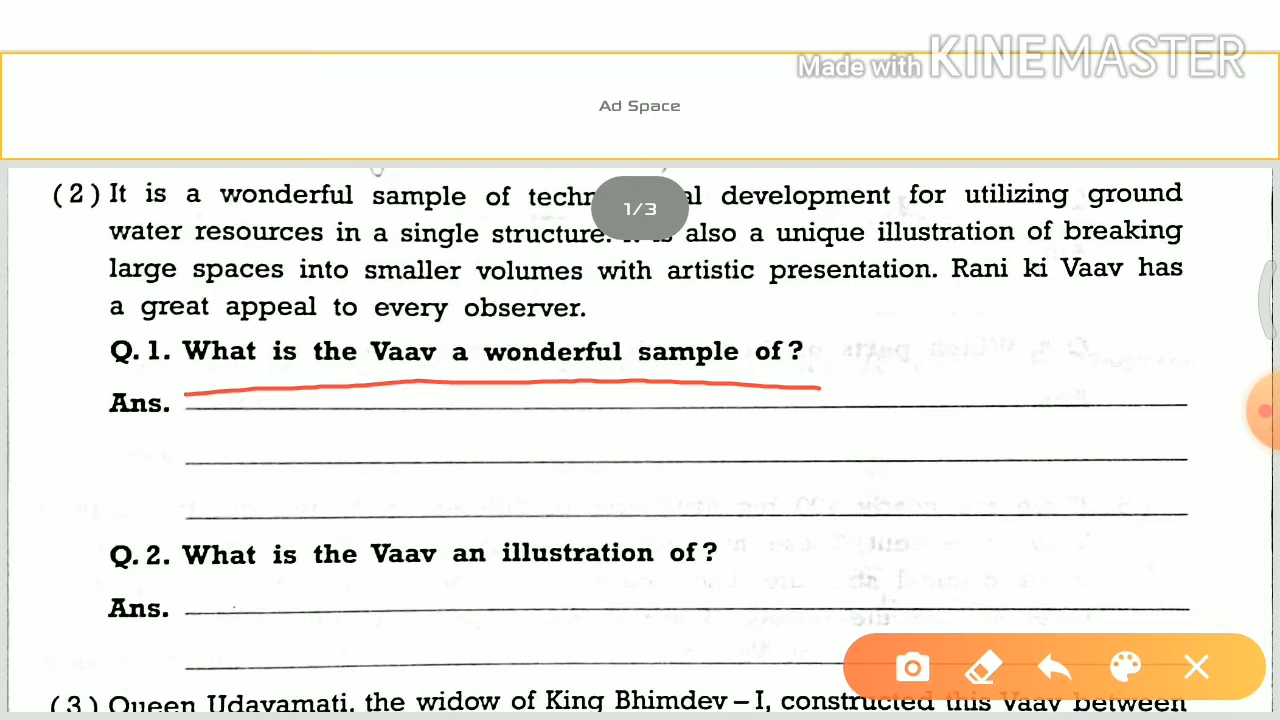 Made with KINEMASTER
Ad Space
(2) It is a wonderful sample of development for utilizing ground
1/3
water resources in a single structure. also a unique illustration of breaking
large spaces into smaller volumes with artistic presentation. Rani ki Vaav has
a great appeal to every observer.
Q. 1. What is the Vaav a wonderful sample of?
Ans.
Q. 2. What is the Vaav an illustration of?
Ans.
(3) Queen Udayamati, the widow of King Bhimdev – I, constructed this Vaav between